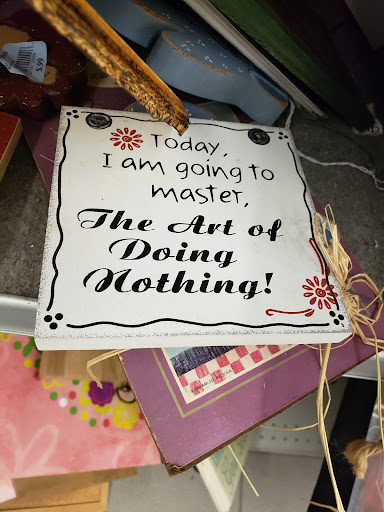 Today,
I am going to
master,
The Art of
Doing
Nothing!